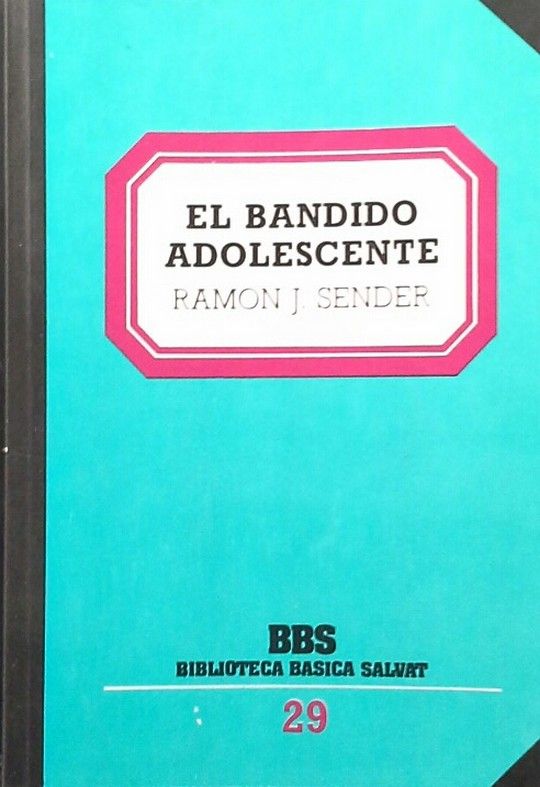 EL BANDIDO
ADOLESCENTE
RAMON J. SENDER
BBS
BIBLIOTECA BASICA SALVAT
29